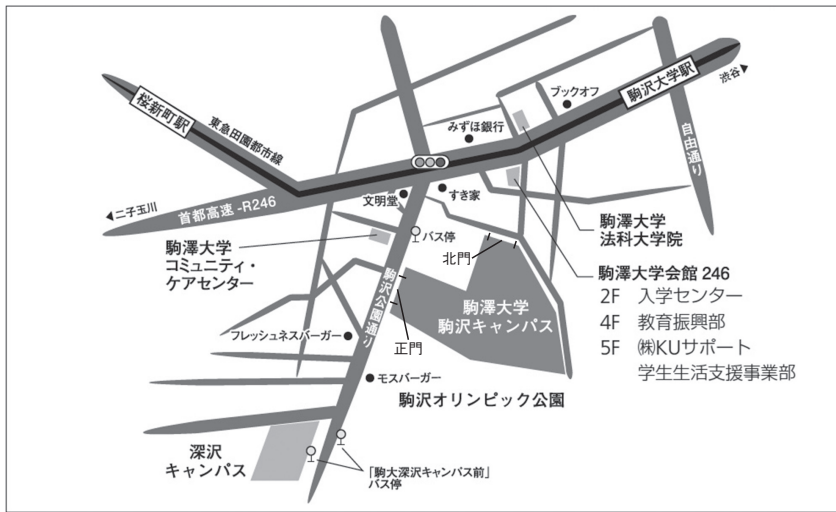 ブックオフ
駒沢大学駅
渋谷
桜新町駅
東急田園都市線
みずほ銀行
自由通り
二子玉川
首都高速-R246
文明堂
すき家
バス停
北門
駒澤大学
法科大学院
駒澤大学
コミュニティ・
ケアセンター
駒澤大学会館 246
2F 入学センター
4F 教育振興部
5F ㈱KUサポート
学生生活支援事業部
駒沢公園通り
駒澤大学
駒沢キャンパス
フレッシュネスバーガー
正門
モスバーガー
駒沢オリンピック公園
深沢
キャンパス
「駒大深沢キャンパス前」
バス停